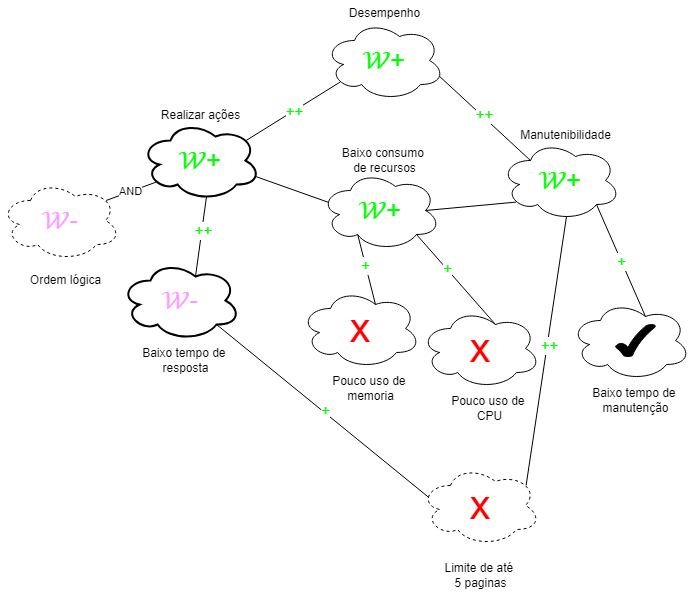 Desempenho
𝒲+
++
++
Realizar ações
𝒲+
Manutenibilidade
𝒲+
Baixo consumo
de recursos
𝒲+
AND
𝒲-
Ordem lógica
++
𝒲-
Baixo tempo de
resposta
+
+
+
X
Pouco uso de
memoria
X
Pouco uso de
CPU
++
✓
Baixo tempo de
manutenção
+
X
Limite de até
5 paginas